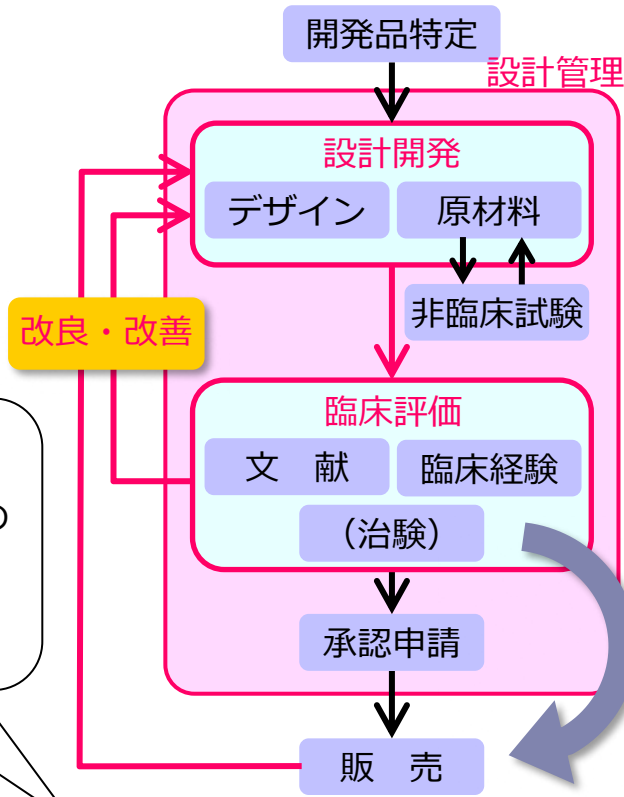 開発品特定
設計管理
設計開発
デザイン
原材料
非臨床試験
改良・改善
臨床評価
文　献
臨床経験
（治験）
承認申請
販　売